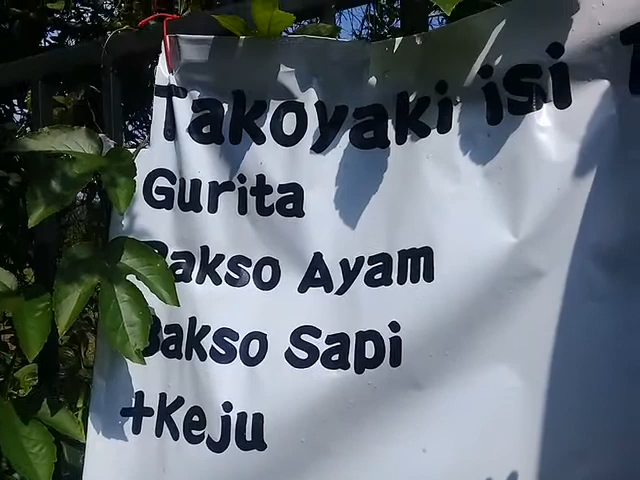 Takoyaki isi
Gurita
Bakso Ayam
Bakso Sapi
+Keju